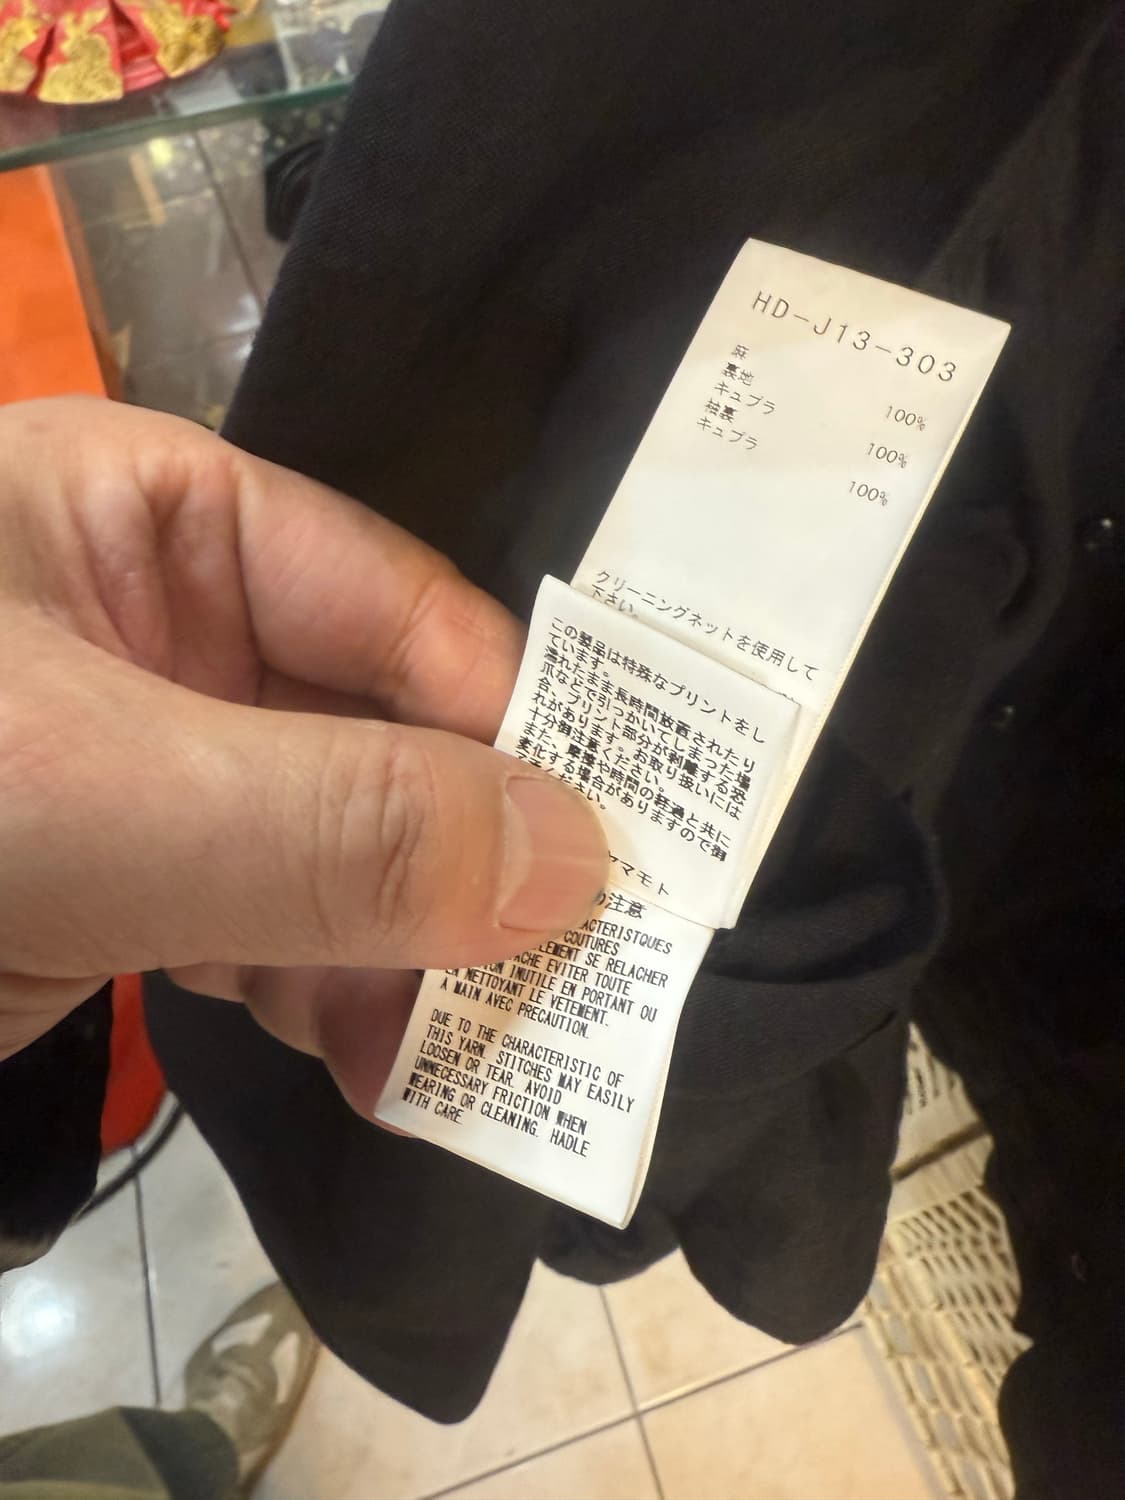 HD-J13-303
麻
100%
裏地
キュプラ
100%
袖裏
キュプラ
100%
クリーニングネットを使用して
下さい。
この製品は特殊なプリントをし
ています。
濡れたまま長時間放置されたり
爪などで引っかいてしまった場
合、プリント部分が剥離する恐
れがあります。お取り扱いには
十分御注意ください。
また、摩擦や時間の経過と共に
変化する場合がありますので御
ください。
ヤマモト
の注意
ACTERISTQUES
COUTURES
LEMENT SE RELACHER
ACHE EVITER TOUTE
ON INUTILE EN PORTANT OU
EN NETTOYANT LE VETEMENT.
A MAIN AVEC PRECAUTION.
DUE TO THE CHARACTERISTIC OF
THIS YARN. STITCHES MAY EASILY
LOOSEN OR TEAR. AVOID
UNNECESSARY FRICTION WHEN
WEARING OR CLEANING. HADLE
WITH CARE.